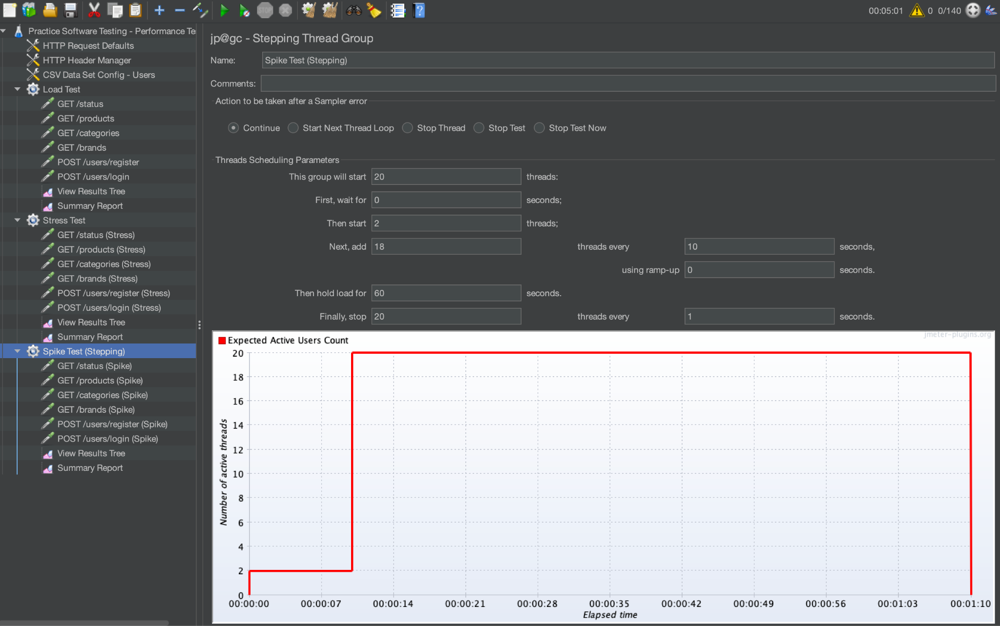 STOP
?
00:05:01
0
0/140
Practice Software Testing - Performance Te
HTTP Request Defaults
HTTP Header Manager
CSV Data Set Config - Users
Load Test
GET /status
GET /products
GET /categories
GET /brands
POST /users/register
POST /users/login
View Results Tree
Summary Report
Stress Test
GET /status (Stress)
GET /products (Stress)
GET /categories (Stress)
GET /brands (Stress)
POST /users/register (Stress)
POST /users/login (Stress)
View Results Tree
Summary Report
Spike Test (Stepping)
GET /status (Spike)
GET /products (Spike)
GET /categories (Spike)
GET /brands (Spike)
POST /users/register (Spike)
POST /users/login (Spike)
View Results Tree
Summary Report
jp@gc - Stepping Thread Group
Name: Spike Test (Stepping)
Comments:
Action to be taken after a Sampler error
Continue Start Next Thread Loop Stop Thread Stop Test Stop Test Now
Threads Scheduling Parameters
This group will start 20 threads:
First, wait for 0 seconds;
Then start 2 threads;
Next, add 18 threads every 10 seconds,
using ramp-up 0 seconds.
Then hold load for 60 seconds.
Finally, stop 20 threads every 1 seconds.
jmeter-plugins.org
Expected Active Users Count
20
18
16
14
12
10
8
6
4
2
0
Number of active threads
00:00:00 00:00:07 00:00:14 00:00:21 00:00:28 00:00:35 00:00:42 00:00:49 00:00:56 00:01:03 00:01:10
Elapsed time